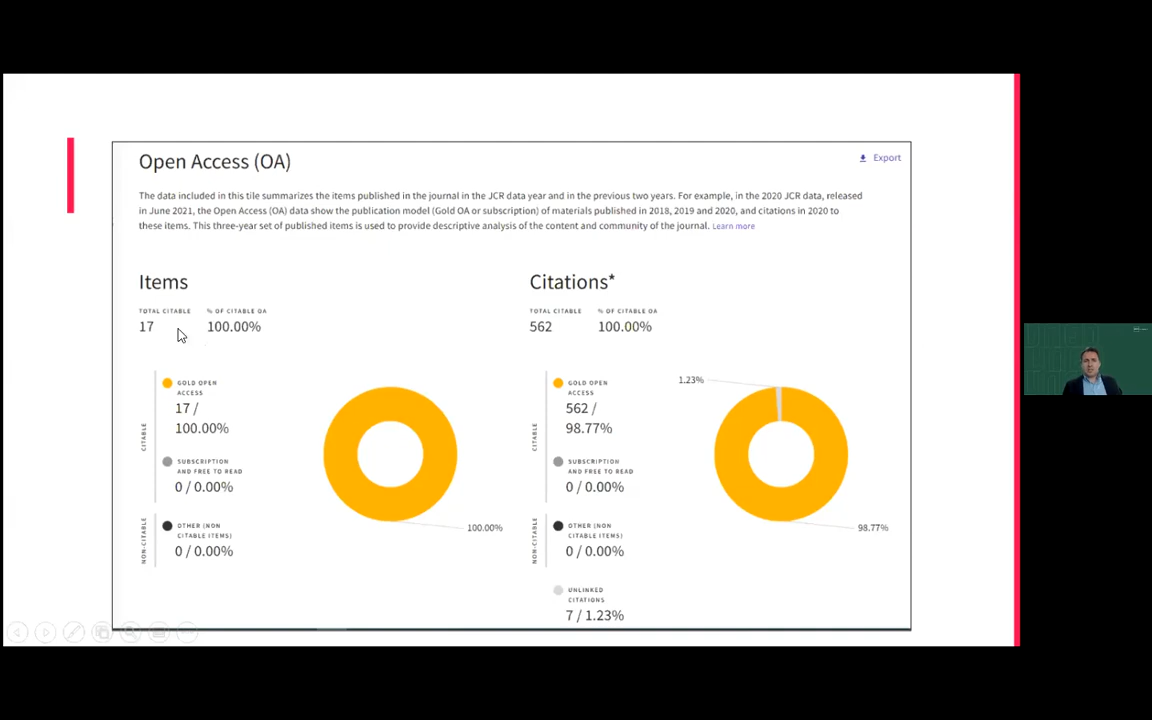 Open Access (OA)
Export
The data included in this tile summarizes the items published in the journal in the JCR data year and in the previous two years. For example, in the 2020 JCR data, released
in June 2021, the Open Access (OA) data show the publication model (Gold OA or subscription) of materials published in 2018, 2019 and 2020, and citations in 2020 to
these items. This three-year set of published items is used to provide descriptive analysis of the content and community of the journal. Learn more
Items
TOTAL CITABLE
% OF CITABLE OA
17
100.00%
CITABLE
GOLD OPEN
ACCESS
17 /
100.00%
SUBSCRIPTION
AND FREE TO READ
0 / 0.00%
NON-CITABLE
OTHER (NON
CITABLE ITEMS)
0 / 0.00%
100.00%
Citations*
TOTAL CITABLE
% OF CITABLE OA
562
100.00%
CITABLE
GOLD OPEN
ACCESS
562 /
98.77%
SUBSCRIPTION
AND FREE TO READ
0 / 0.00%
NON-CITABLE
OTHER (NON
CITABLE ITEMS)
0 / 0.00%
UNLINKED
CITATIONS
7 / 1.23%
1.23%
98.77%